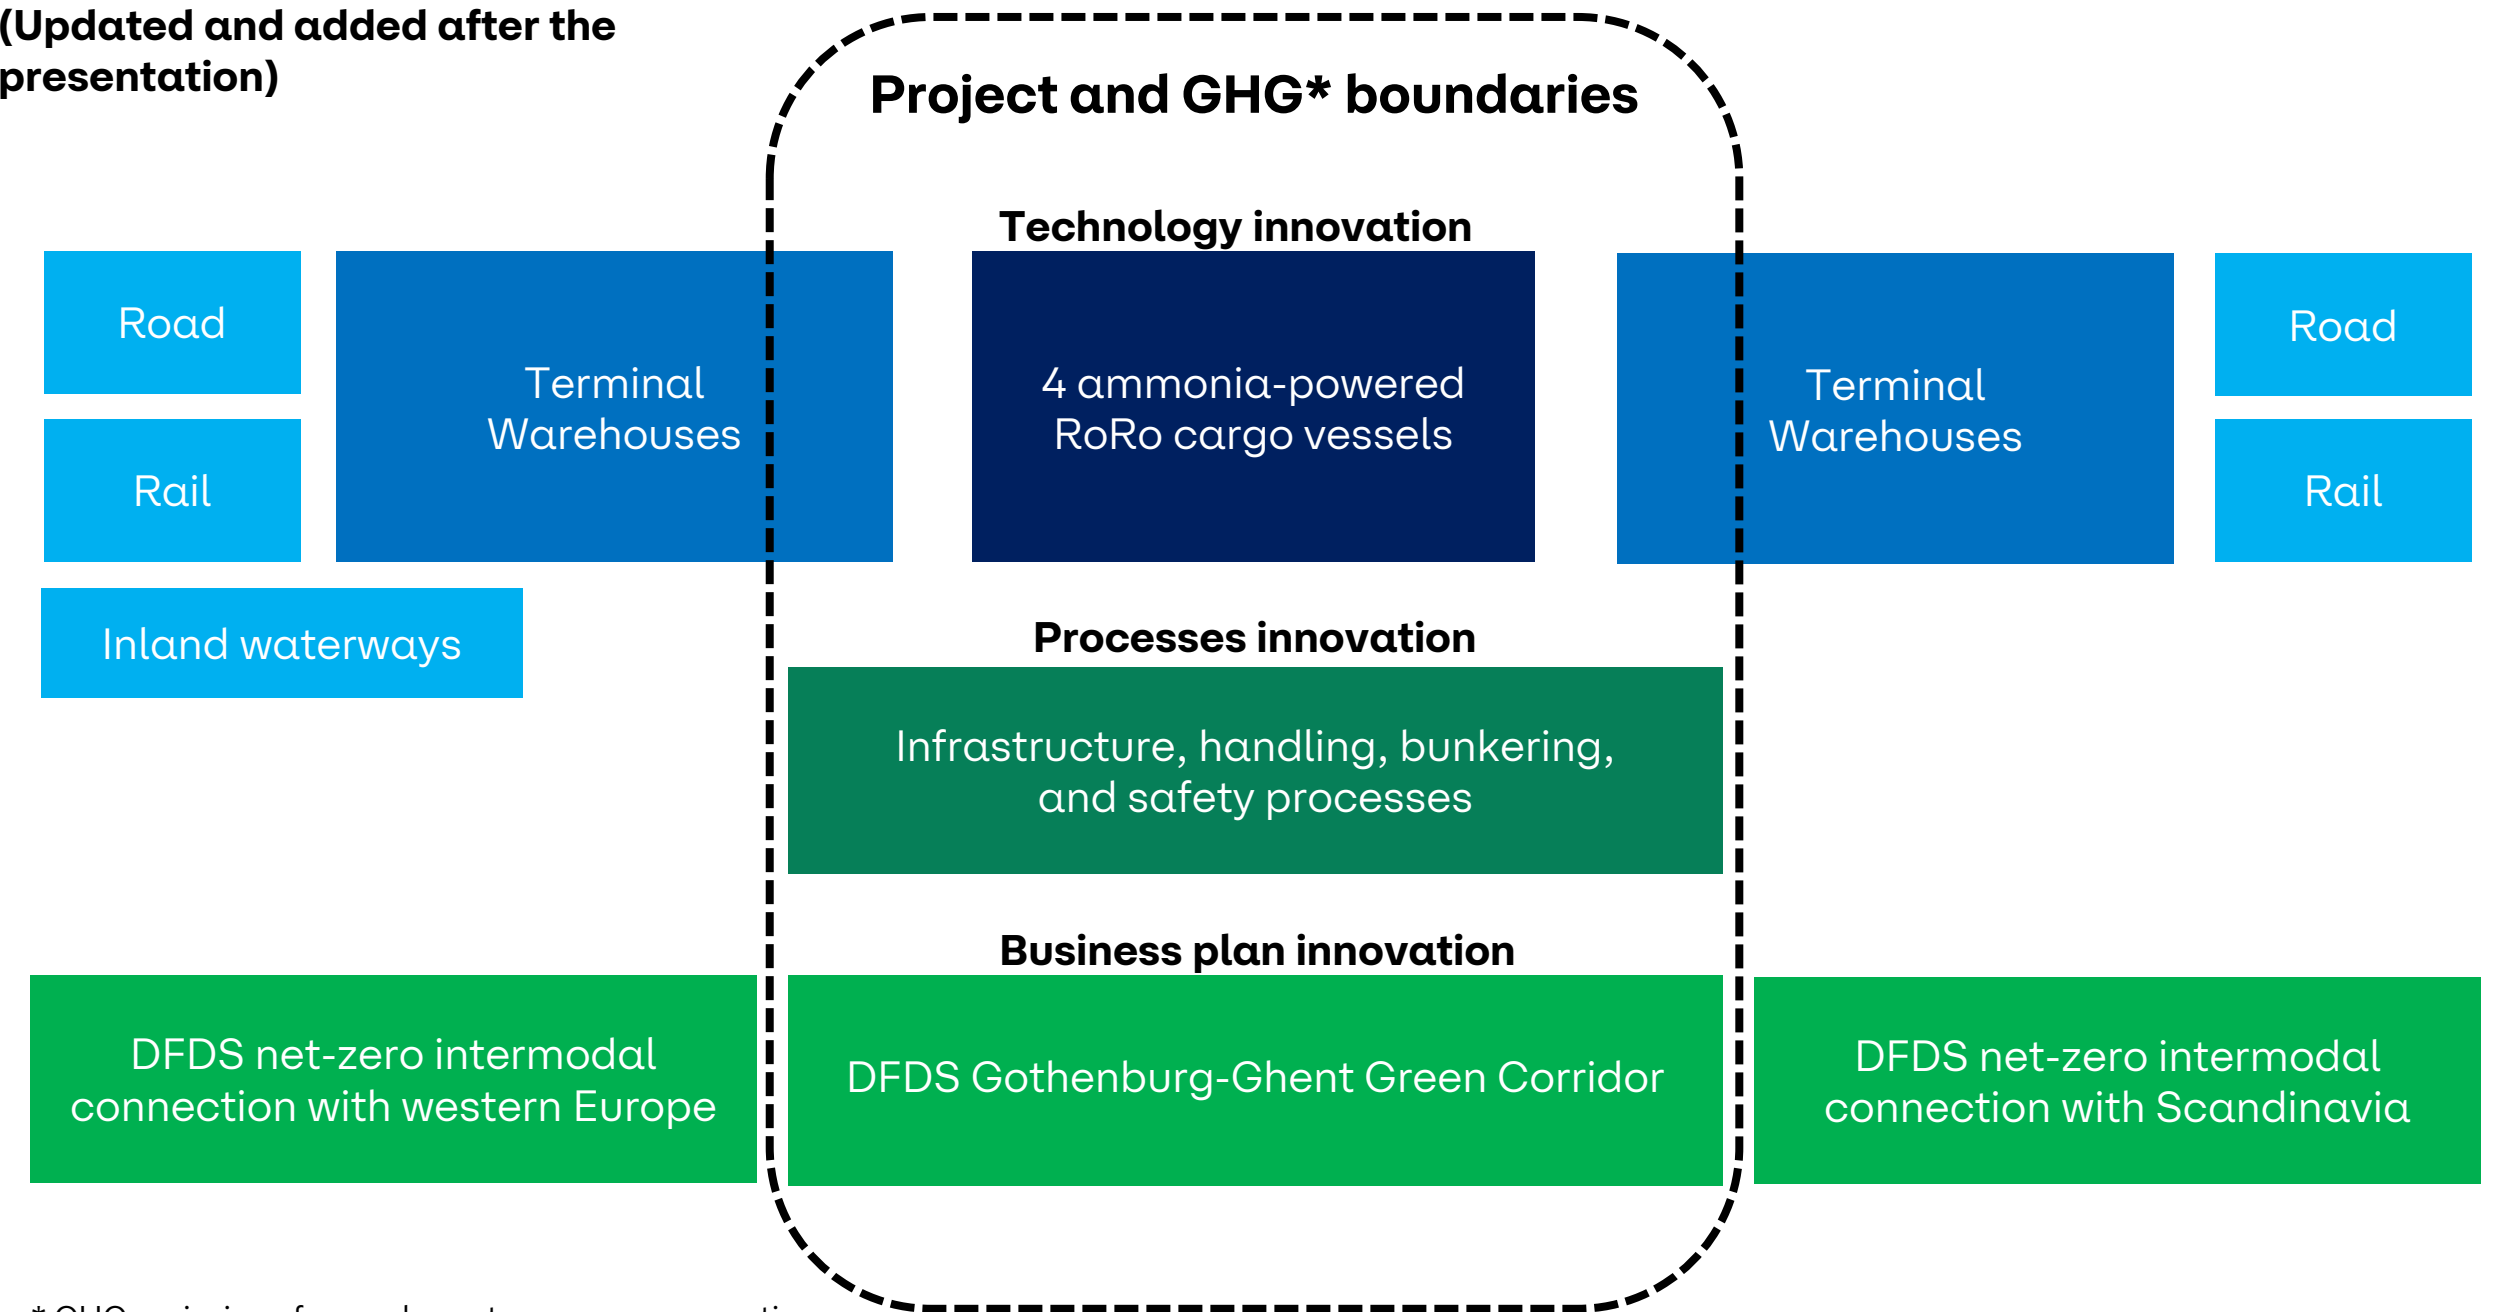 (Updated and added after the
presentation)
Project and GHG* boundaries
Technology innovation
Road
Rail
Inland waterways
Terminal
Warehouses
4 ammonia-powered
RoRo cargo vessels
Terminal
Warehouses
Road
Rail
Processes innovation
Infrastructure, handling, bunkering,
and safety processes
Business plan innovation
DFDS net-zero intermodal
connection with western Europe
DFDS Gothenburg-Ghent Green Corridor
DFDS net-zero intermodal
connection with Scandinavia
* GHG